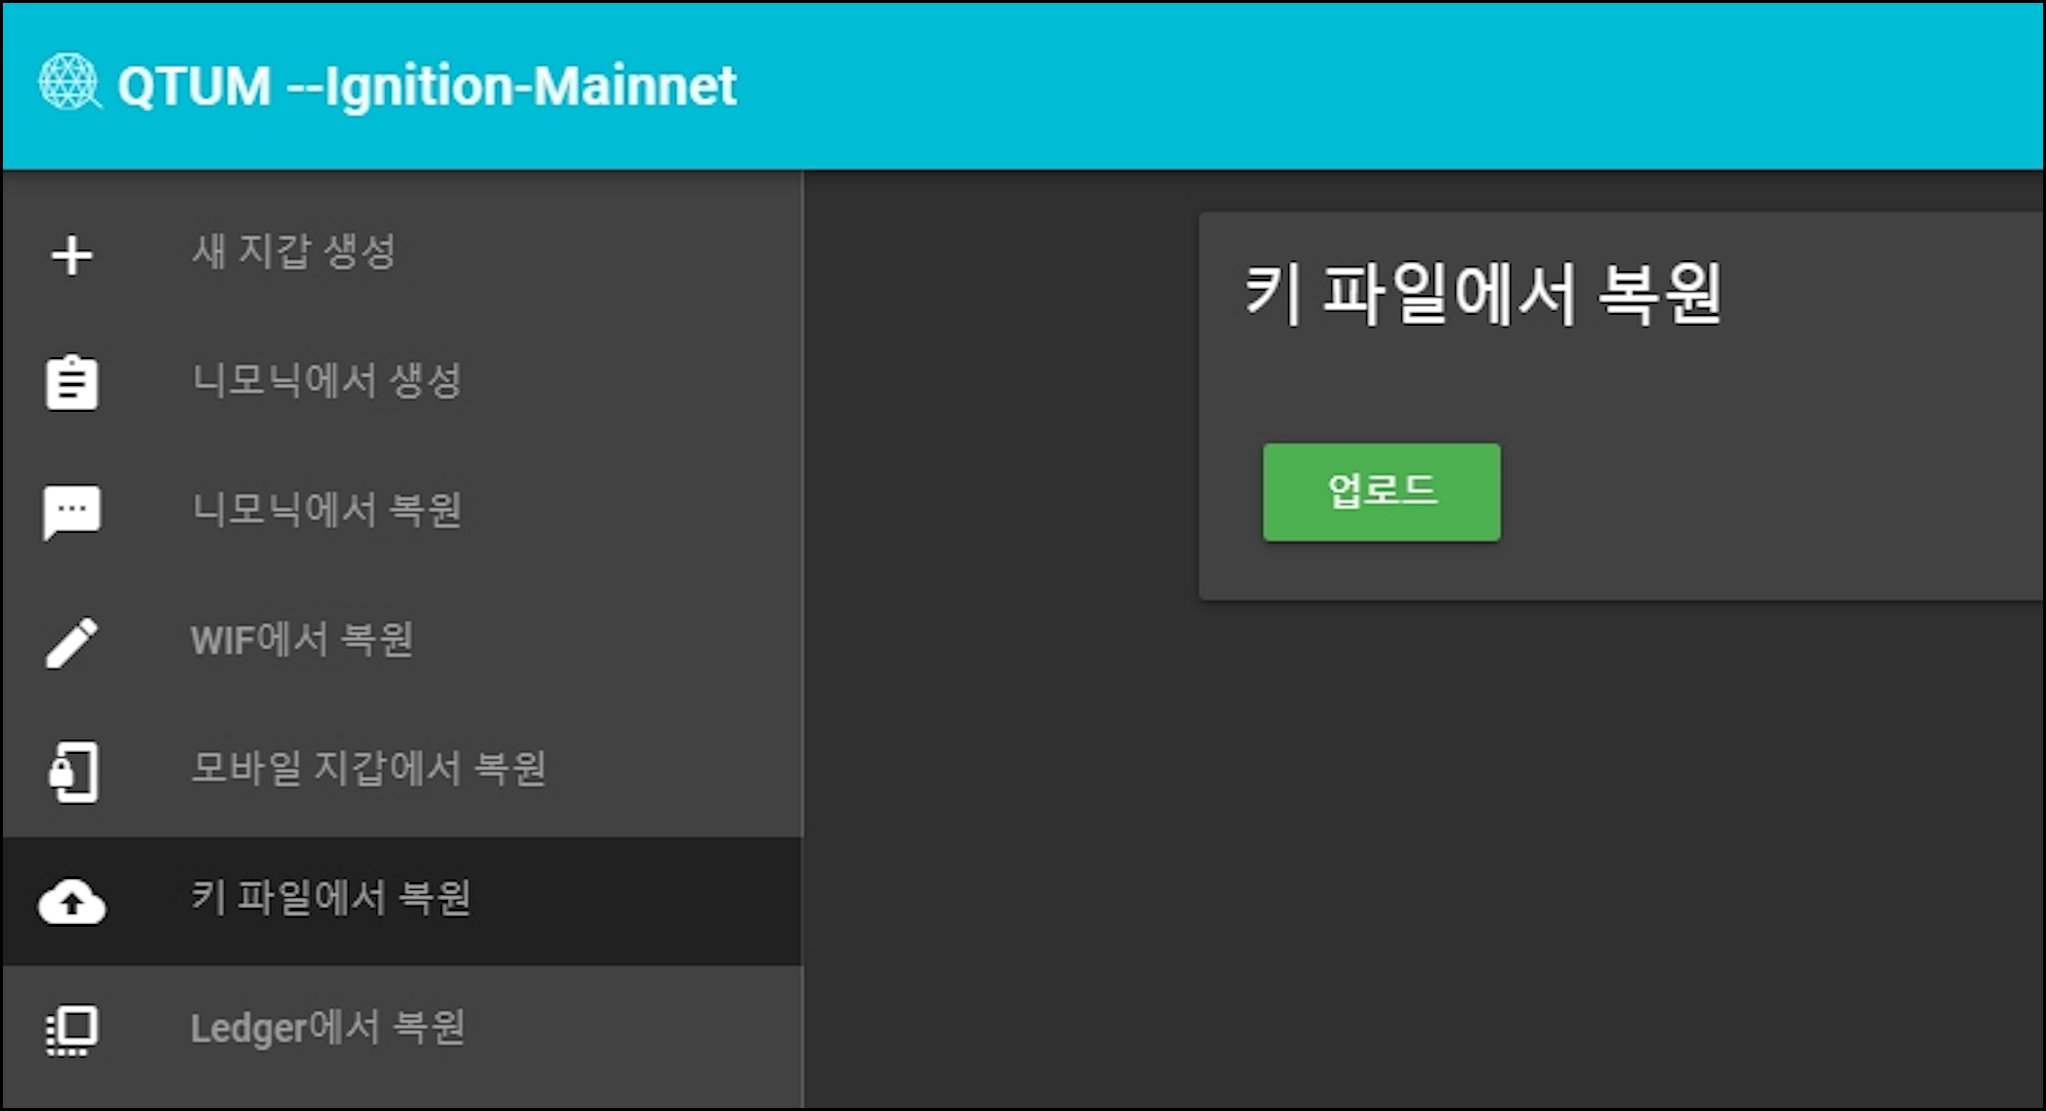 QTUM --Ignition-Mainnet
새 지갑 생성
니모닉에서 생성
니모닉에서 복원
WIF에서 복원
모바일 지갑에서 복원
키 파일에서 복원
Ledger에서 복원
키 파일에서 복원
업로드